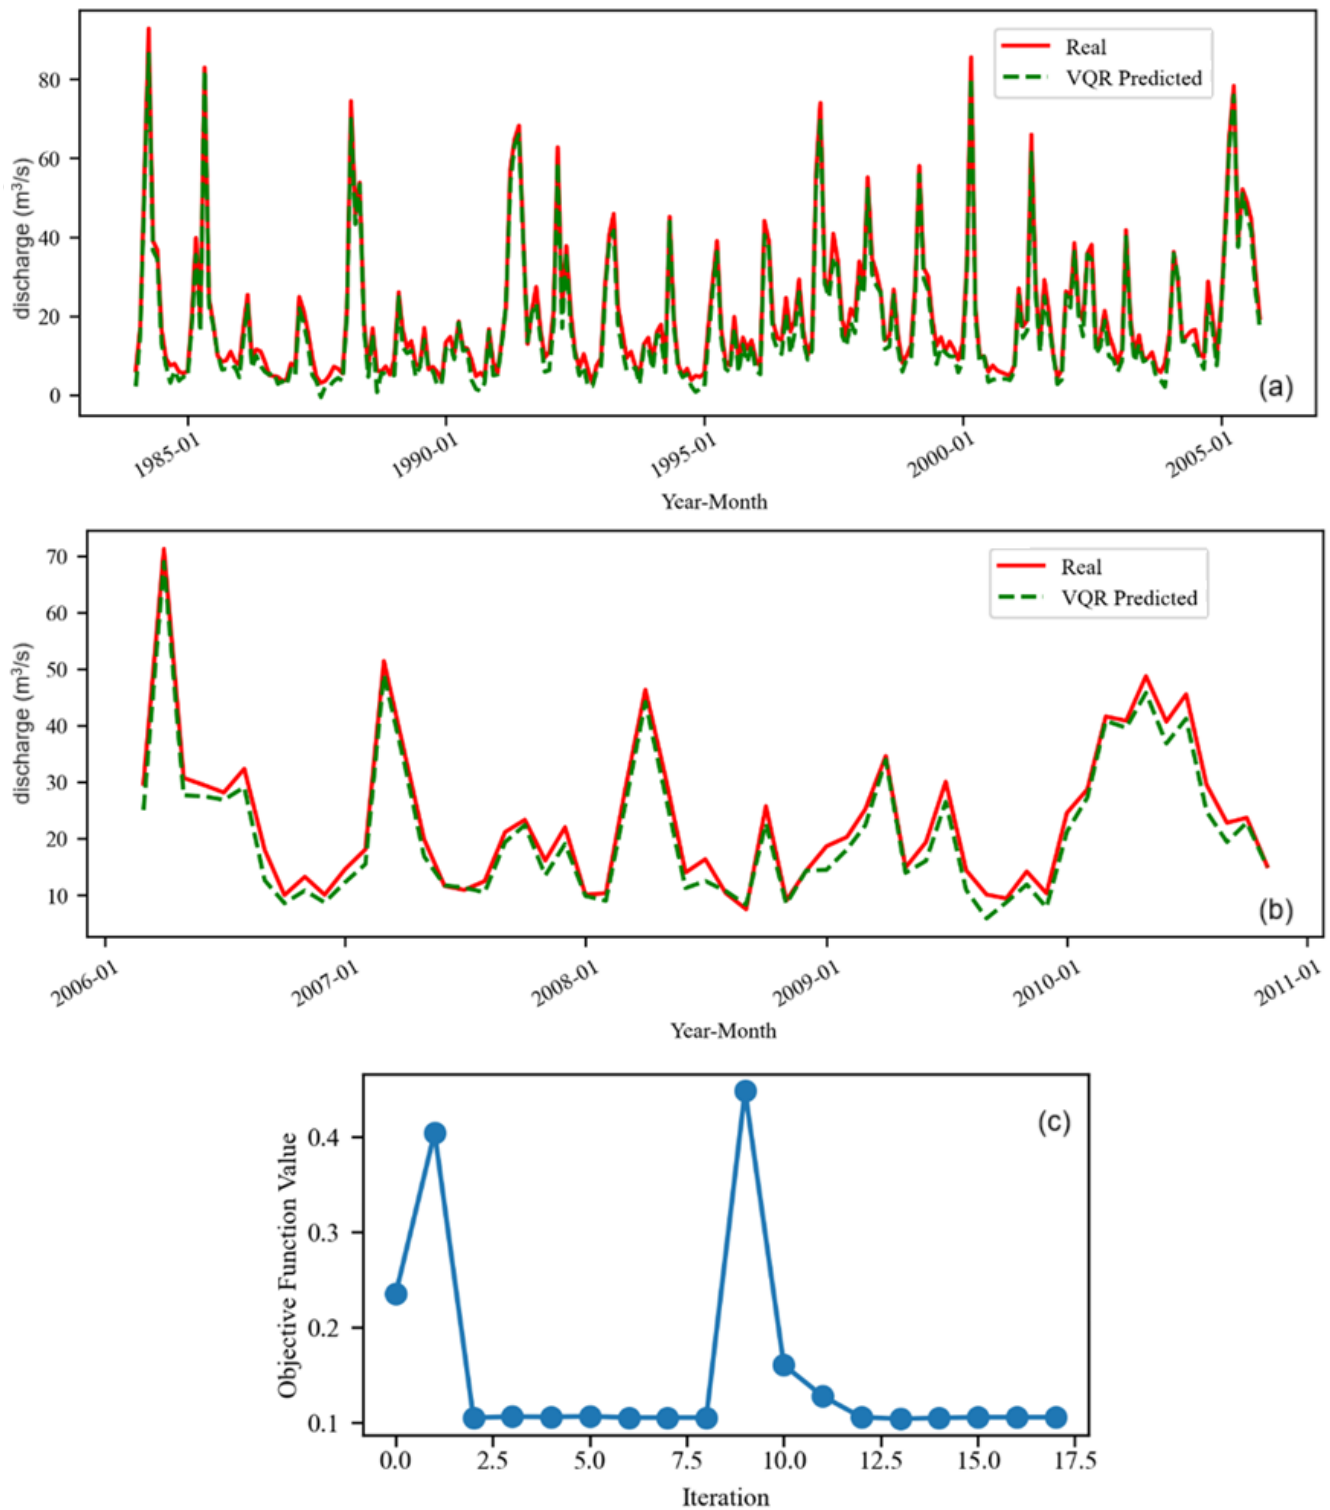 Real
VQR Predicted
80
60
40
20
0
discharge (m³/s)
(a)
1985-01
1990-01
1995-01
2000-01
2005-01
Year-Month
Real
VQR Predicted
70
60
50
40
30
20
10
discharge (m³/s)
(b)
2006-01
2007-01
2008-01
2009-01
2010-01
2011-01
Year-Month
(c)
0.4
0.3
0.2
0.1
Objective Function Value
0.0
2.5
5.0
7.5
10.0
12.5
15.0
17.5
Iteration